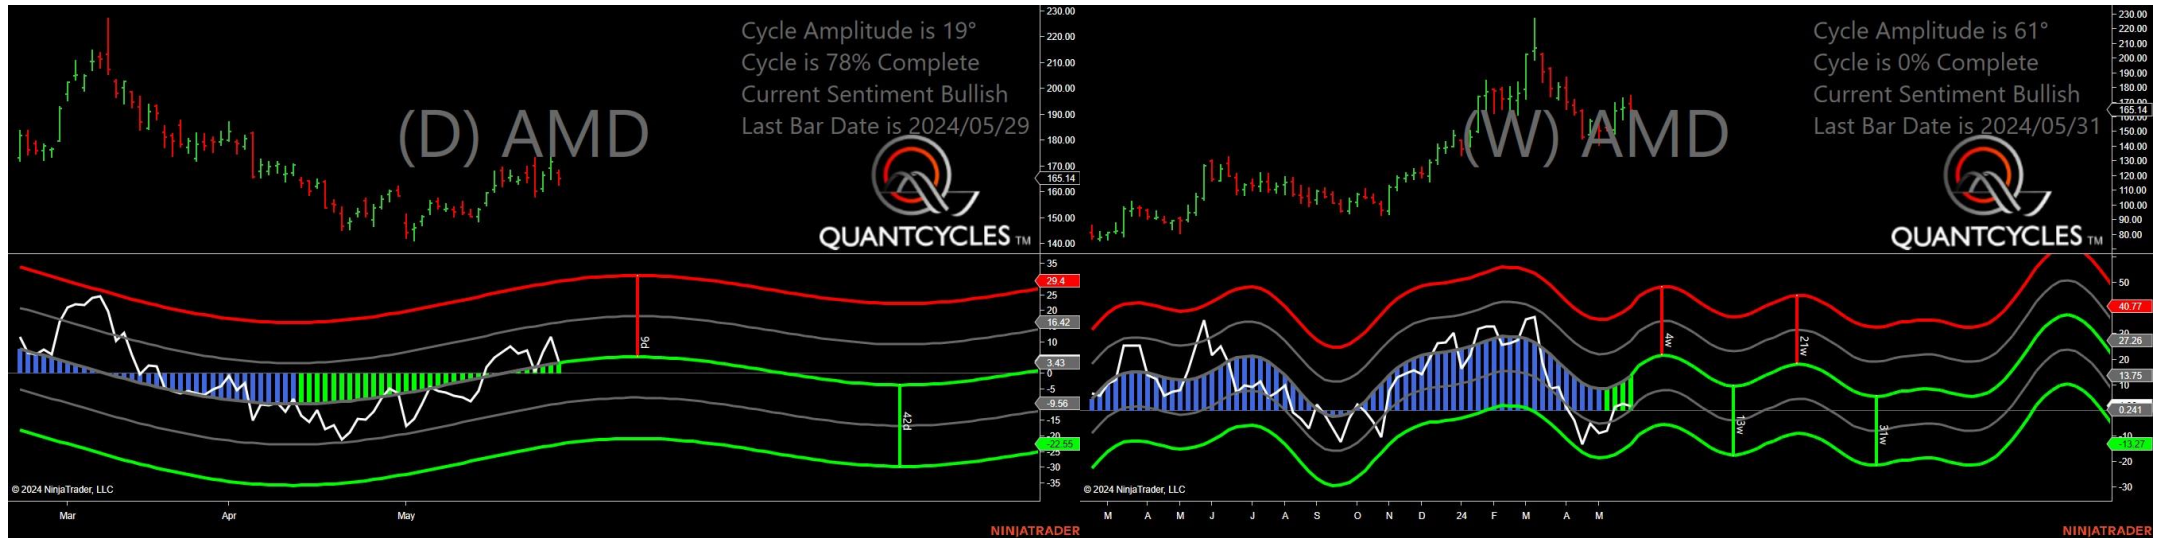 Cycle Amplitude is 19°
Cycle is 78% Complete
Current Sentiment Bullish
Last Bar Date is 2024/05/29
(D) AMD
QUANTCYCLES TM
230.00
220.00
210.00
200.00
190.00
180.00
170.00
165.14
160.00
150.00
140.00
35
29.4
25
20
16.42
10
3.43
0
-5
-9.56
-15
-20
-22.55
-25
-30
-35
9d
42d
© 2024 NinjaTrader, LLC
Mar Apr May
NINJATRADER
Cycle Amplitude is 61°
Cycle is 0% Complete
Current Sentiment Bullish
Last Bar Date is 2024/05/31
(W) AMD
QUANTCYCLES TM
230.00
220.00
210.00
200.00
190.00
180.00
170.00
165.14
160.00
150.00
140.00
130.00
120.00
110.00
100.00
90.00
80.00
50
40.77
30
27.26
20
13.75
10
0.241
-10
-13.27
-20
-30
4w
13w
21w
31w
© 2024 NinjaTrader, LLC
M A M J J A S O N D 24 F M A M
NINJATRADER